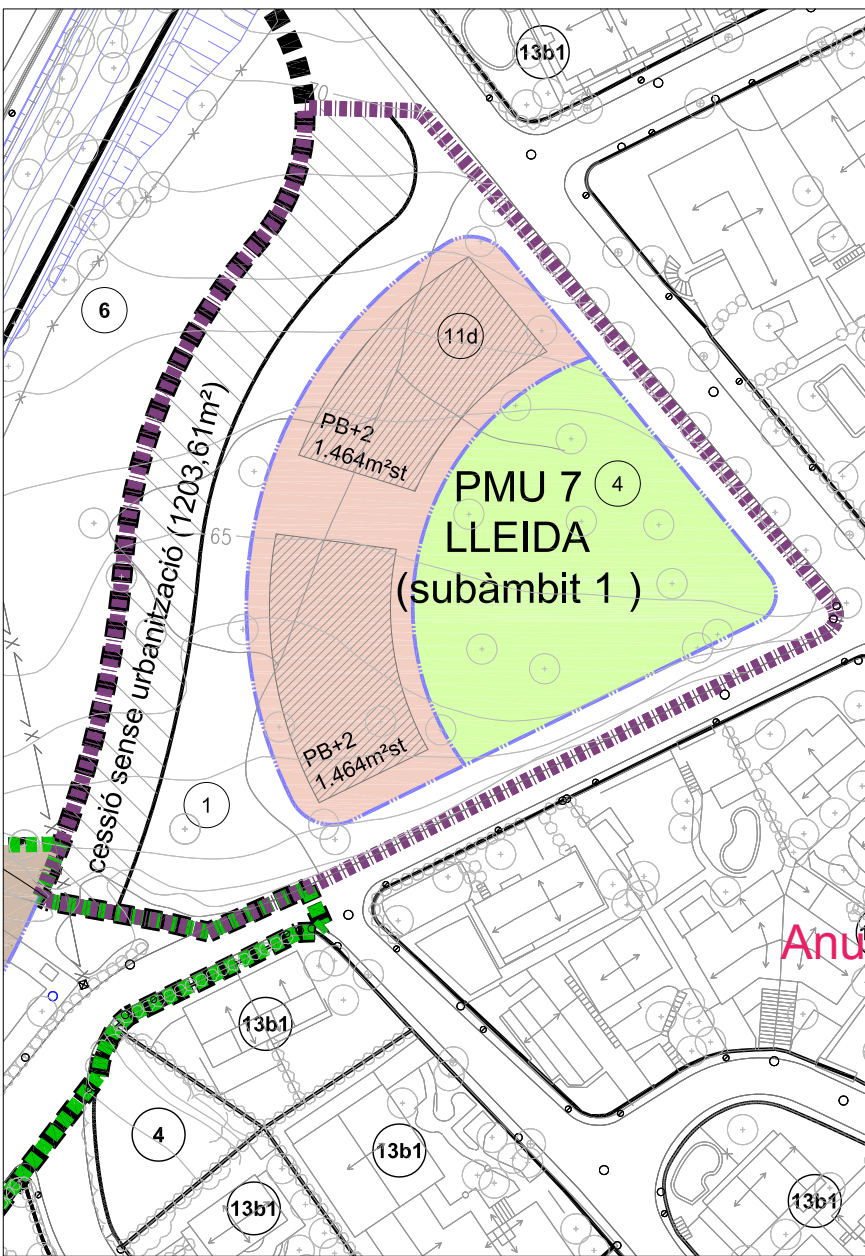 13b1
6
11d
PB+2
1.464m²st
cessió sense urbanització (1203,61m²)
65
PMU 7
LLEIDA
(subàmbit 1 )
4
PB+2
1.464m²st
1
Anu
13b1
4
13b1
13b1
13b1